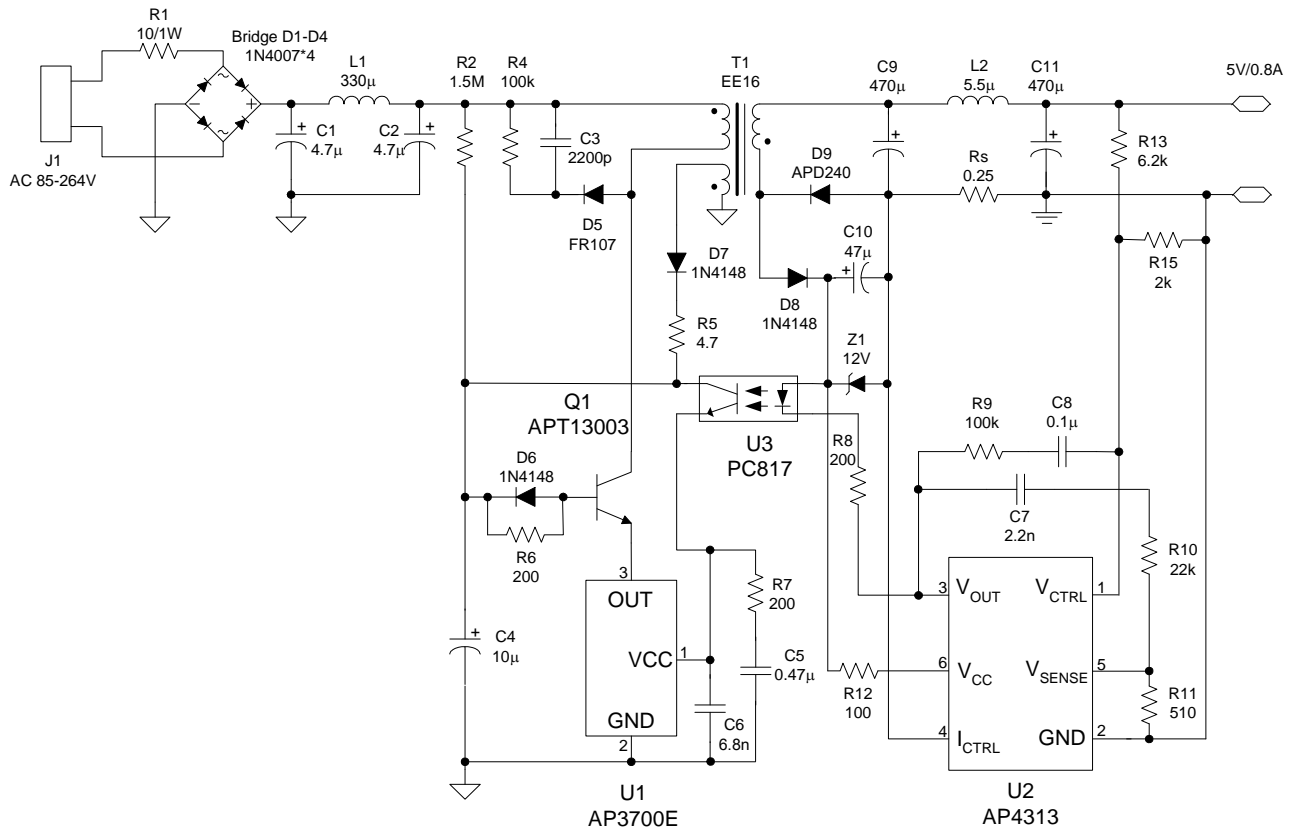 R1
10/1W
Bridge D1-D4
1N4007*4
L1
330µ
R2
1.5M
R4
100k
T1
EE16
C9
470µ
L2
5.5µ
C11
470µ
5V/0.8A
+
C1
4.7µ
+
C2
4.7µ
C3
2200p
+
+
R13
6.2k
J1
AC 85-264V
D9
APD240
Rs
0.25
D5
FR107
D7
1N4148
C10
47µ
+
R15
2k
D8
1N4148
R5
4.7
Z1
12V
Q1
APT13003
U3
PC817
R8
200
R9
100k
C8
0.1µ
D6
1N4148
C7
2.2n
R6
200
R10
22k
3
OUT
R7
200
3
VOUT
VCTRL
1
+
C4
10µ
VCC
1
C5
0.47µ
6
VCC
VSENSE
5
R12
100
R11
510
GND
2
C6
6.8n
4
ICTRL
GND
2
U1
AP3700E
U2
AP4313